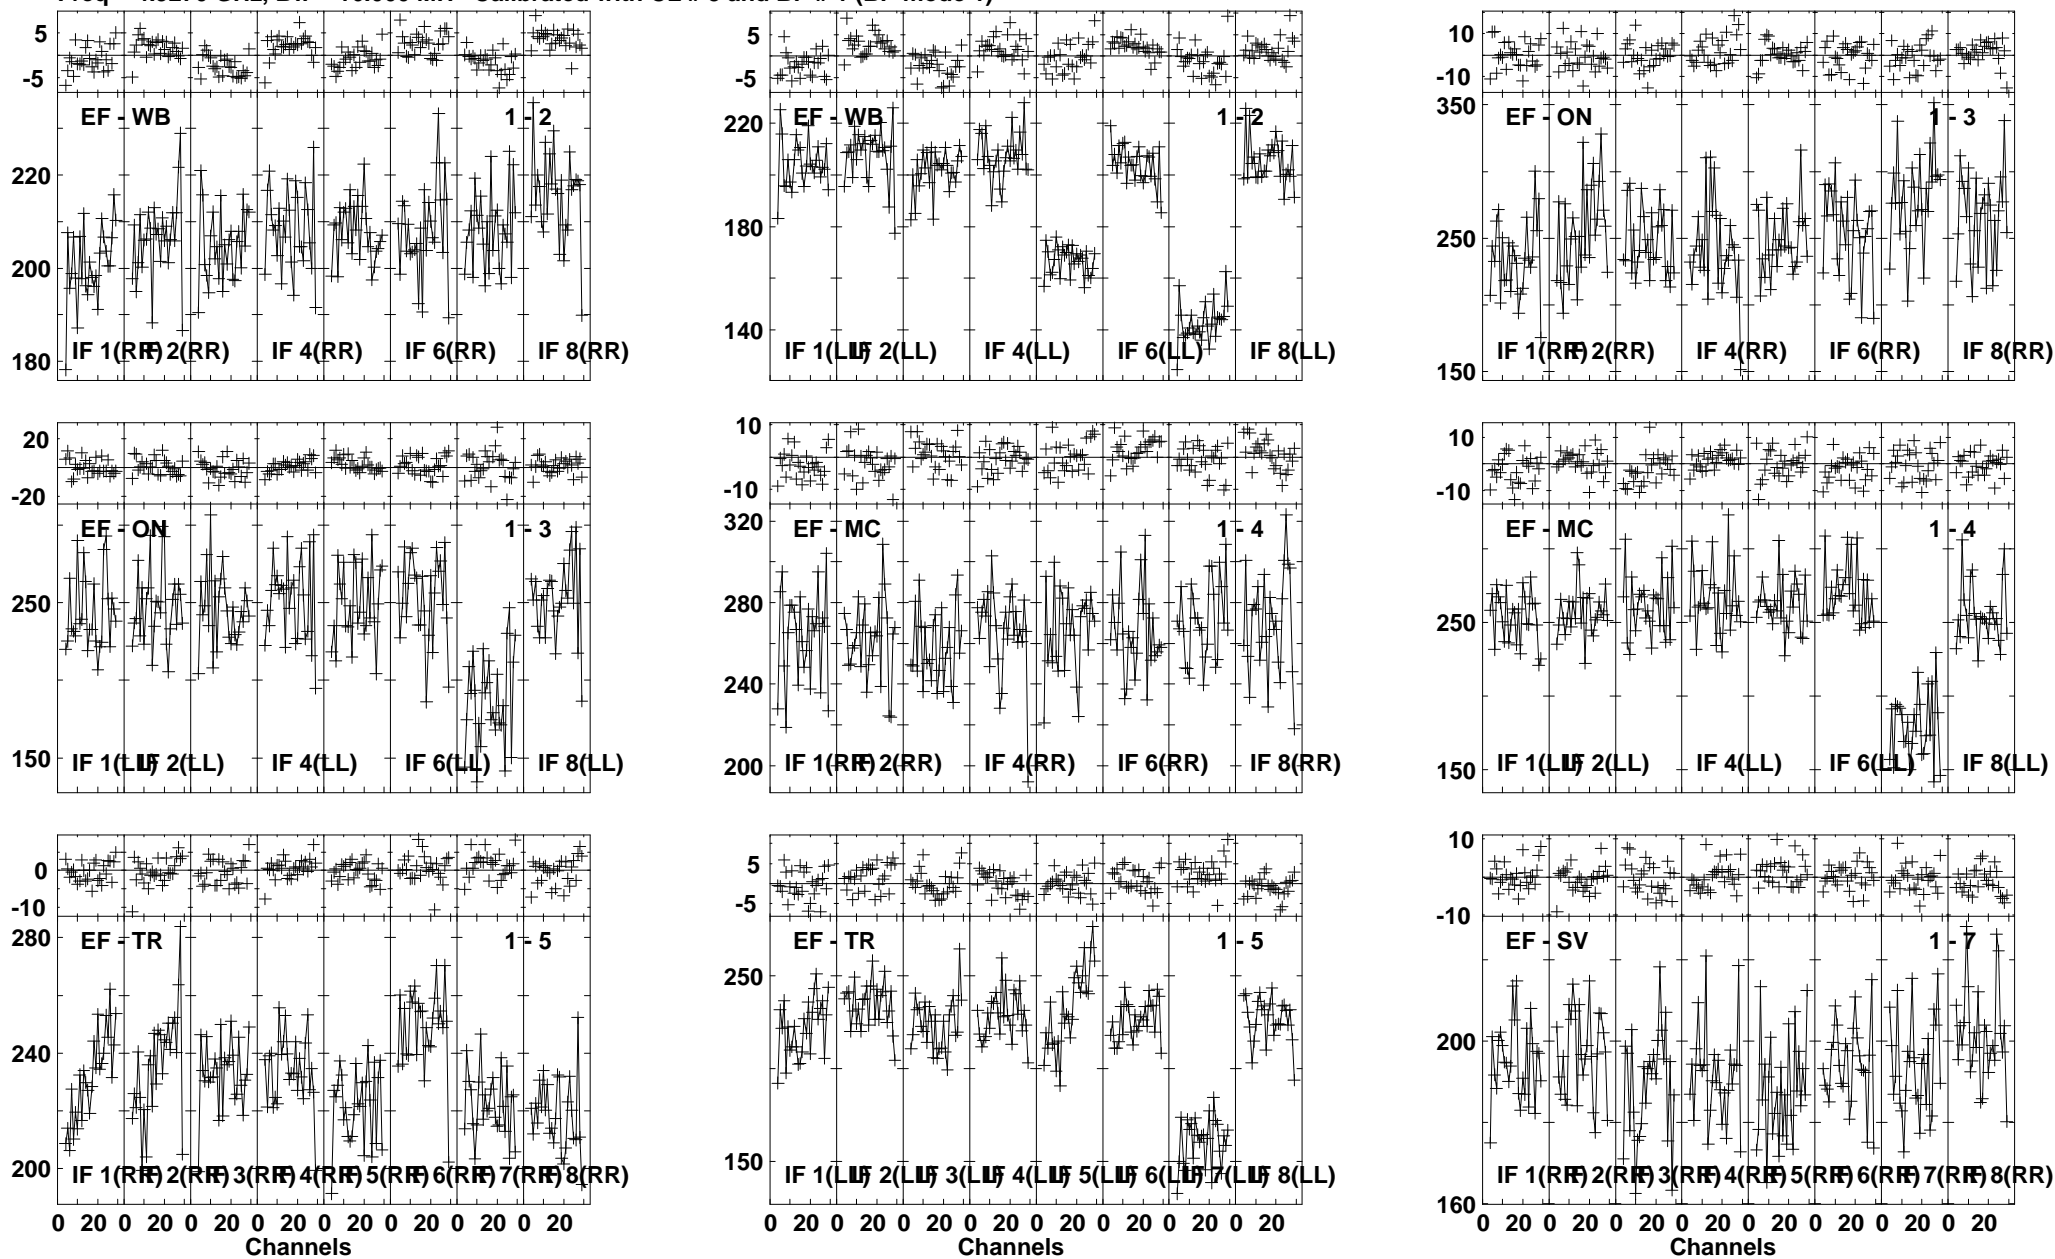 5
-5
EF - WB
1 - 2
220
200
180
IF 1(RR)
IF 2(RR)
IF 4(RR)
IF 6(RR)
IF 8(RR)
5
-5
EF - WB
1 - 2
220
180
140
IF 1(LL)
IF 2(LL)
IF 4(LL)
IF 6(LL)
IF 8(LL)
10
-10
EF - ON
1 - 3
350
250
150
IF 1(RR)
IF 2(RR)
IF 4(RR)
IF 6(RR)
IF 8(RR)
20
-20
EF - ON
1 - 3
250
150
IF 1(LL)
IF 2(LL)
IF 4(LL)
IF 6(LL)
IF 8(LL)
10
-10
EF - MC
1 - 4
320
280
240
200
IF 1(RR)
IF 2(RR)
IF 4(RR)
IF 6(RR)
IF 8(RR)
10
-10
EF - MC
1 - 4
250
150
IF 1(LL)
IF 2(LL)
IF 4(LL)
IF 6(LL)
IF 8(LL)
0
-10
EF - TR
1 - 5
280
240
200
IF 1(RR)
IF 2(RR)
IF 3(RR)
IF 4(RR)
IF 5(RR)
IF 6(RR)
IF 7(RR)
IF 8(RR)
0 20 0 20 0 20 0 20 0 20 0 20 0 20 0 20
Channels
5
-5
EF - TR
1 - 5
250
150
IF 1(LL)
IF 2(LL)
IF 3(LL)
IF 4(LL)
IF 5(LL)
IF 6(LL)
IF 7(LL)
IF 8(LL)
0 20 0 20 0 20 0 20 0 20 0 20 0 20 0 20
Channels
10
-10
EF - SV
1 - 7
200
160
IF 1(RR)
IF 2(RR)
IF 3(RR)
IF 4(RR)
IF 5(RR)
IF 6(RR)
IF 7(RR)
IF 8(RR)
0 20 0 20 0 20 0 20 0 20 0 20 0 20 0 20
Channels